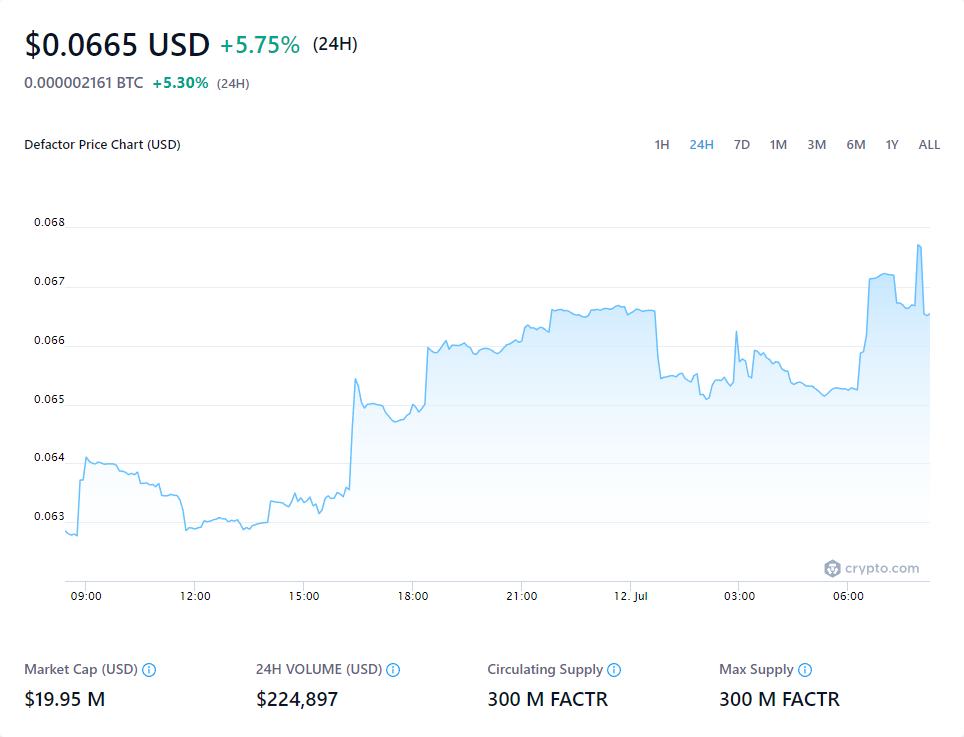 $0.0665 USD +5.75% (24H)
0.000002161 BTC +5.30% (24H)
Defactor Price Chart (USD) 1H 24H 7D 1M 3M 6M 1Y ALL
0.068
0.067
0.066
0.065
0.064
0.063
crypto.com
09:00 12:00 15:00 18:00 21:00 12. Jul 03:00 06:00
Market Cap (USD) 24H VOLUME (USD) Circulating Supply Max Supply
$19.95 M $224,897 300 M FACTR 300 M FACTR